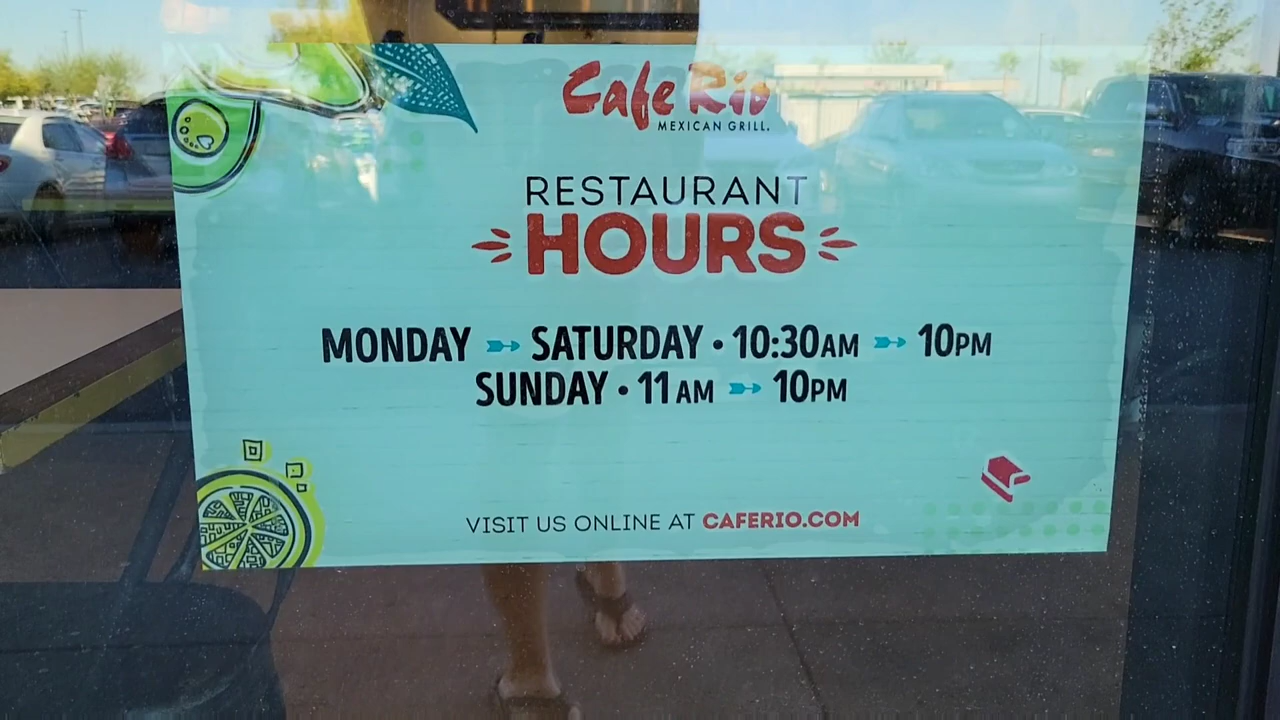 Cafe Rio
MEXICAN GRILL.
RESTAURANT
HOURS
MONDAY ➳ SATURDAY • 10:30AM ➳ 10PM
SUNDAY • 11AM ➳ 10PM
VISIT US ONLINE AT CAFERIO.COM